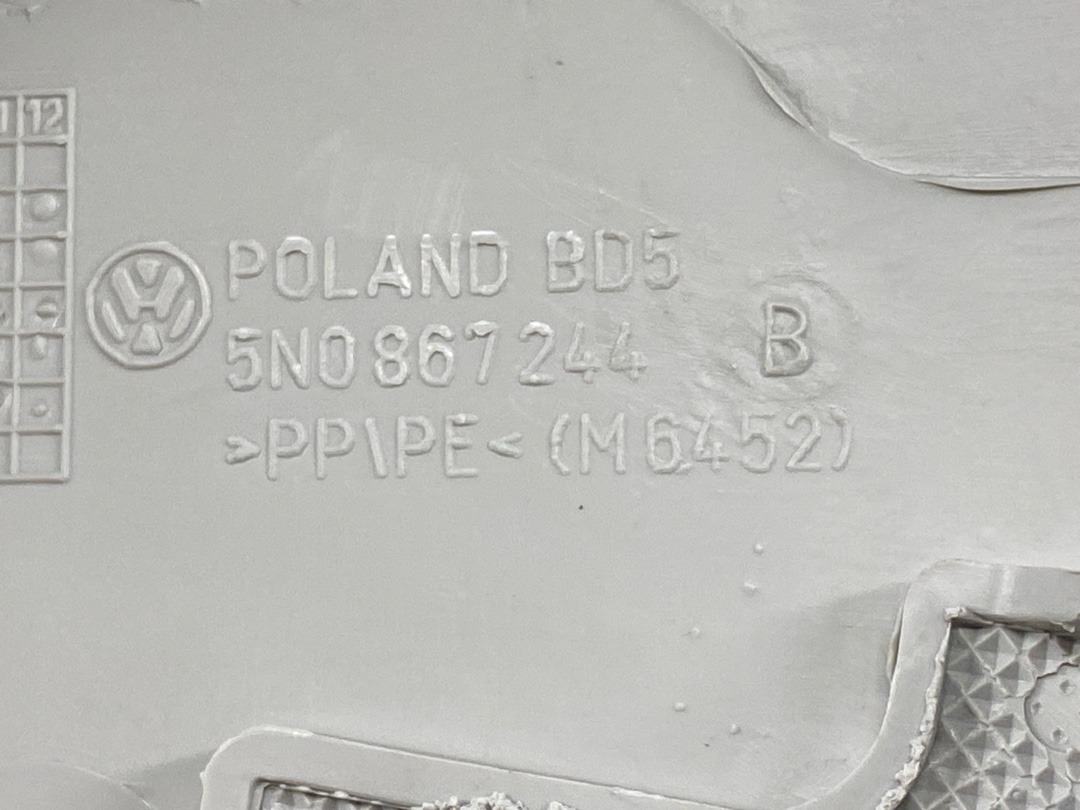 12
POLAND BD5
5N0 867 244 B
>PP\PE< (M 6452)